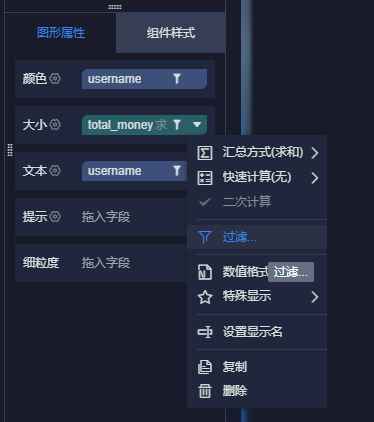 图形属性
组件样式
颜色 username
大小 total_money 求
文本 username
提示 拖入字段
细粒度 拖入字段
汇总方式(求和)
快速计算(无)
二次计算
过滤...
数值格式
过滤...
特殊显示
设置显示名
复制
删除